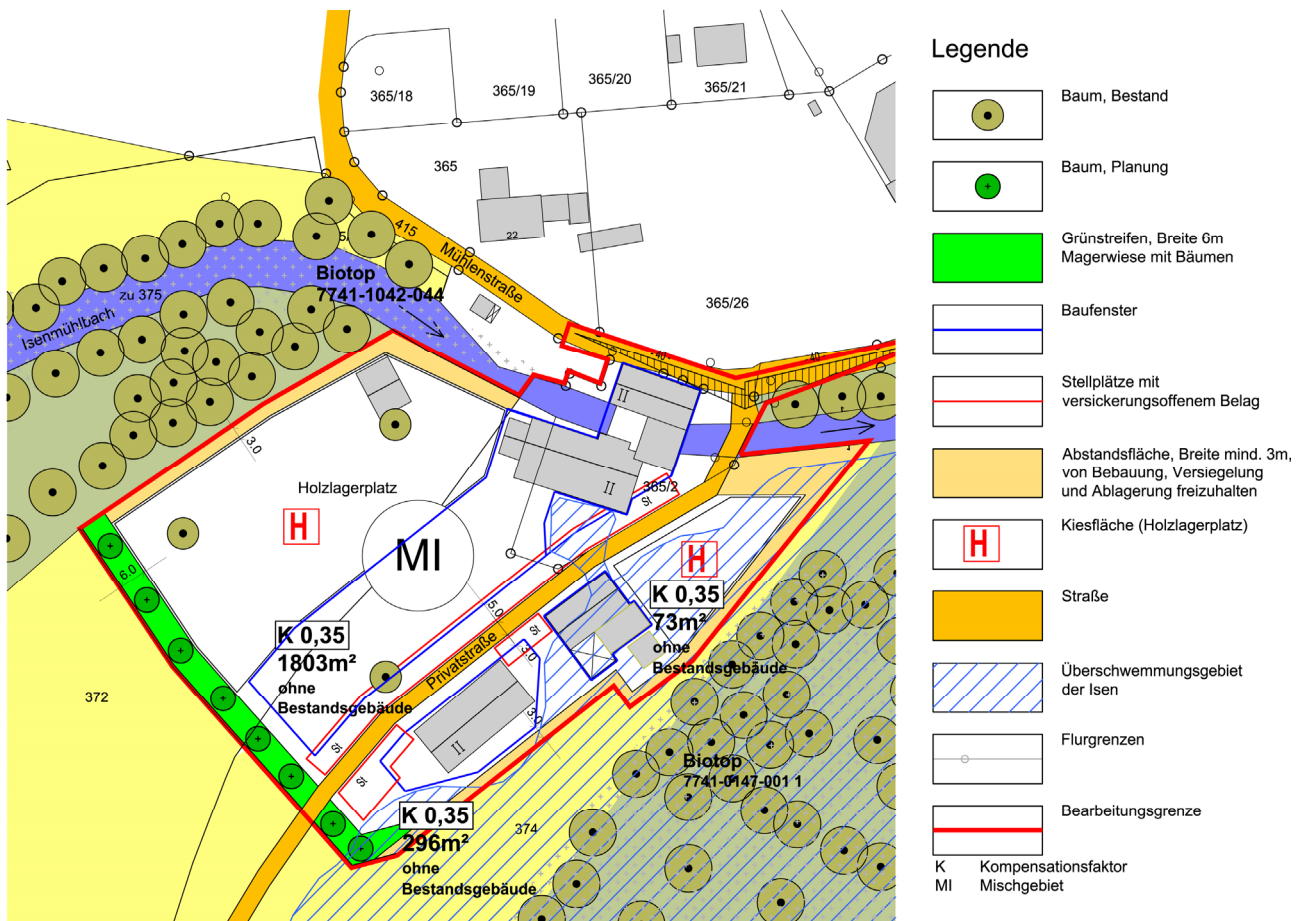 365/18
365/19
365/20
365/21
365
415
22
Mühlenstraße
365/26
Biotop
7741-1042-044
zu 375
Isenmühlbach
40
40
II
II
365/2
3.0
Holzlagerplatz
H
MI
H
St
6.0
5.0
3.0
K 0,35
73m²
ohne
Bestandsgebäude
K 0,35
1803m²
ohne
Bestandsgebäude
Privatstraße
St
372
II
3.0
St
St
Biotop
7741-0147-001 1
K 0,35
296m²
ohne
Bestandsgebäude
374
Legende
Baum, Bestand
Baum, Planung
Grünstreifen, Breite 6m
Magerwiese mit Bäumen
Baufenster
Stellplätze mit
versickerungsoffenem Belag
Abstandsfläche, Breite mind. 3m,
von Bebauung, Versiegelung
und Ablagerung freizuhalten
H
Kiesfläche (Holzlagerplatz)
Straße
Überschwemmungsgebiet
der Isen
Flurgrenzen
Bearbeitungsgrenze
K Kompensationsfaktor
MI Mischgebiet